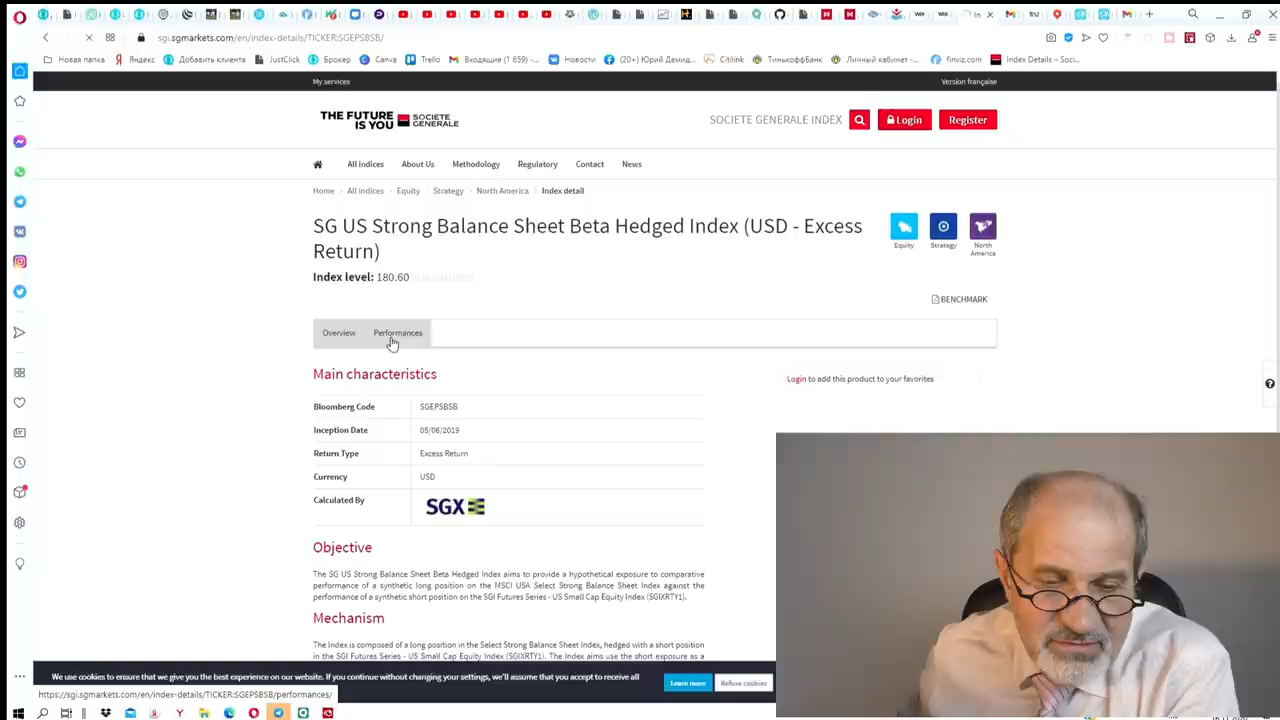 sgi.sgmarkets.com/en/index-details/TICKER:SGEPSBSB/
Новая папка
Яндекс
Добавить клиента
JustClick
Брокер
Canva
Trello
Входящие (1 659) -...
Новости
(20+) Юрий Демид...
Citilink
ТинькоффБанк
Личный кабинет -...
finviz.com
Index Details – Soci...
My services
Version française
THE FUTURE
IS YOU
SOCIETE
GENERALE
SOCIETE GENERALE INDEX
Login
Register
All indices
About Us
Methodology
Regulatory
Contact
News
Home › All indices › Equity › Strategy › North America › Index detail
SG US Strong Balance Sheet Beta Hedged Index (USD - Excess
Return)
Equity
Strategy
North
America
Index level: 180.60
BENCHMARK
Overview
Performances
Main characteristics
Login to add this product to your favorites
Bloomberg Code SGEPSBSB
Inception Date 05/06/2019
Return Type Excess Return
Currency USD
Calculated By SGX
Objective
The SG US Strong Balance Sheet Beta Hedged Index aims to provide a hypothetical exposure to comparative
performance of a synthetic long position on the MSCI USA Select Strong Balance Sheet Index against the
performance of a synthetic short position on the SGI Futures Series - US Small Cap Equity Index (SGIXRTY1).
Mechanism
The Index is composed of a long position in the Select Strong Balance Sheet Index, hedged with a short position
in the SGI Futures Series - US Small Cap Equity Index (SGIXRTY1). The Index aims use the short exposure as a
We use cookies to ensure that we give you the best experience on our website. If you continue without changing your settings, we'll assume that you accept to receive all
Learn more
Refuse cookies
https://sgi.sgmarkets.com/en/index-details/TICKER:SGEPSBSB/performances/